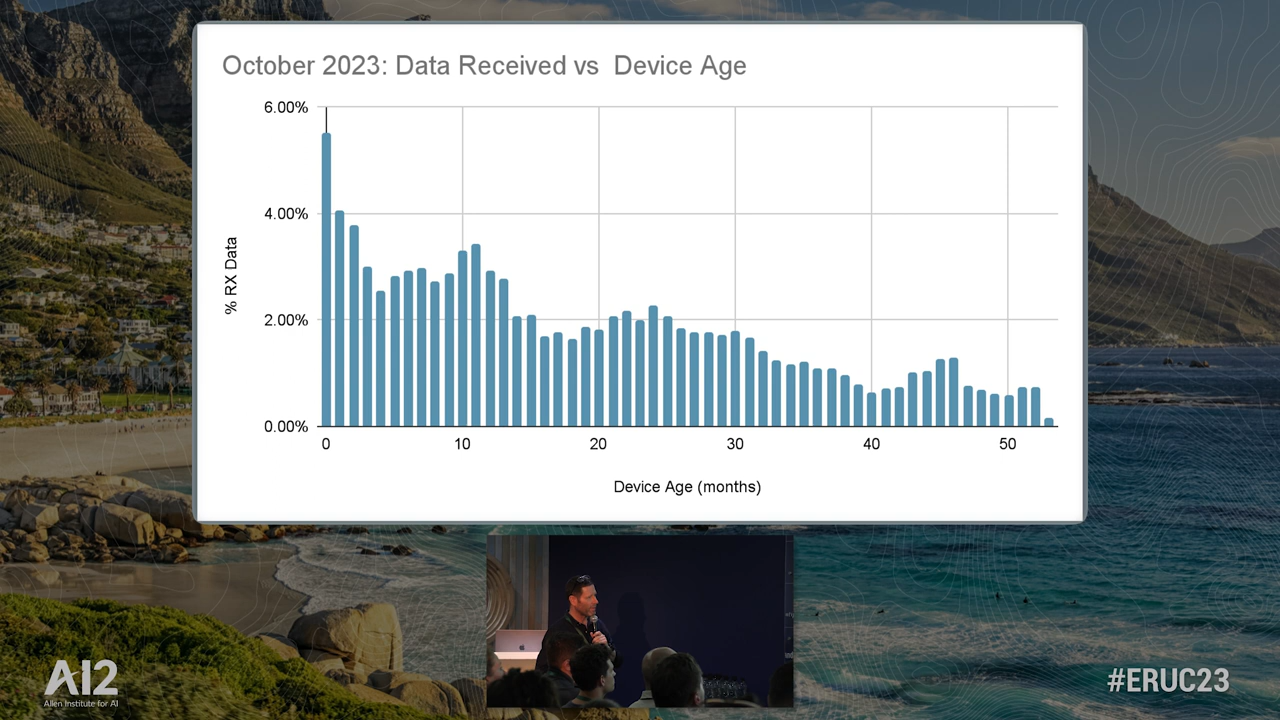 October 2023: Data Received vs Device Age
6.00%
4.00%
2.00%
0.00%
% RX Data
0 10 20 30 40 50
Device Age (months)
AI2
Allen Institute for AI
#ERUC23